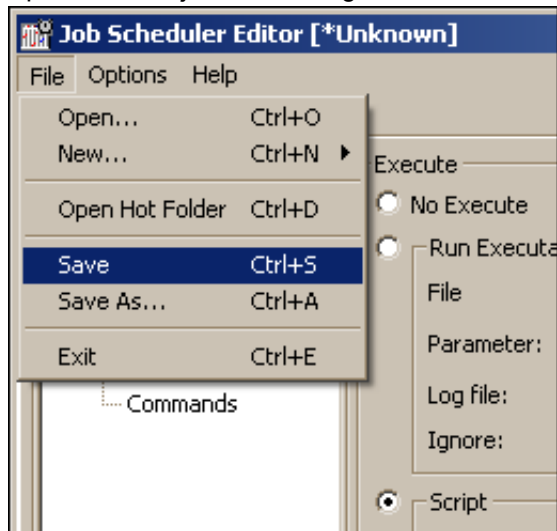 Job Scheduler Editor [*Unknown]
File Options Help
Open... Ctrl+O
New... Ctrl+N
Open Hot Folder Ctrl+D
Save Ctrl+S
Save As... Ctrl+A
Exit Ctrl+E
Commands
Execute
No Execute
Run Executa
File
Parameter:
Log file:
Ignore:
Script